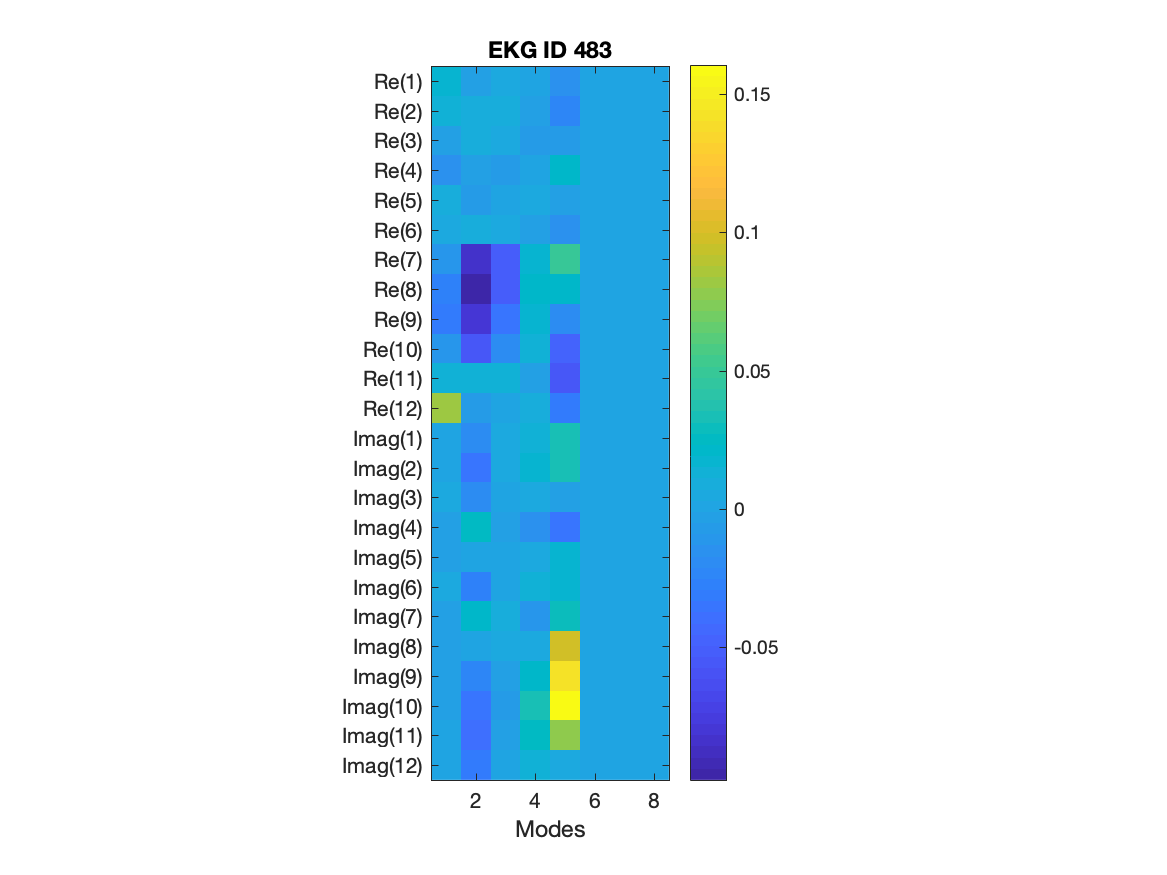 EKG ID 483
Re(1)
Re(2)
Re(3)
Re(4)
Re(5)
Re(6)
Re(7)
Re(8)
Re(9)
Re(10)
Re(11)
Re(12)
Imag(1)
Imag(2)
Imag(3)
Imag(4)
Imag(5)
Imag(6)
Imag(7)
Imag(8)
Imag(9)
Imag(10)
Imag(11)
Imag(12)
2 4 6 8
Modes
0.15
0.1
0.05
0
-0.05